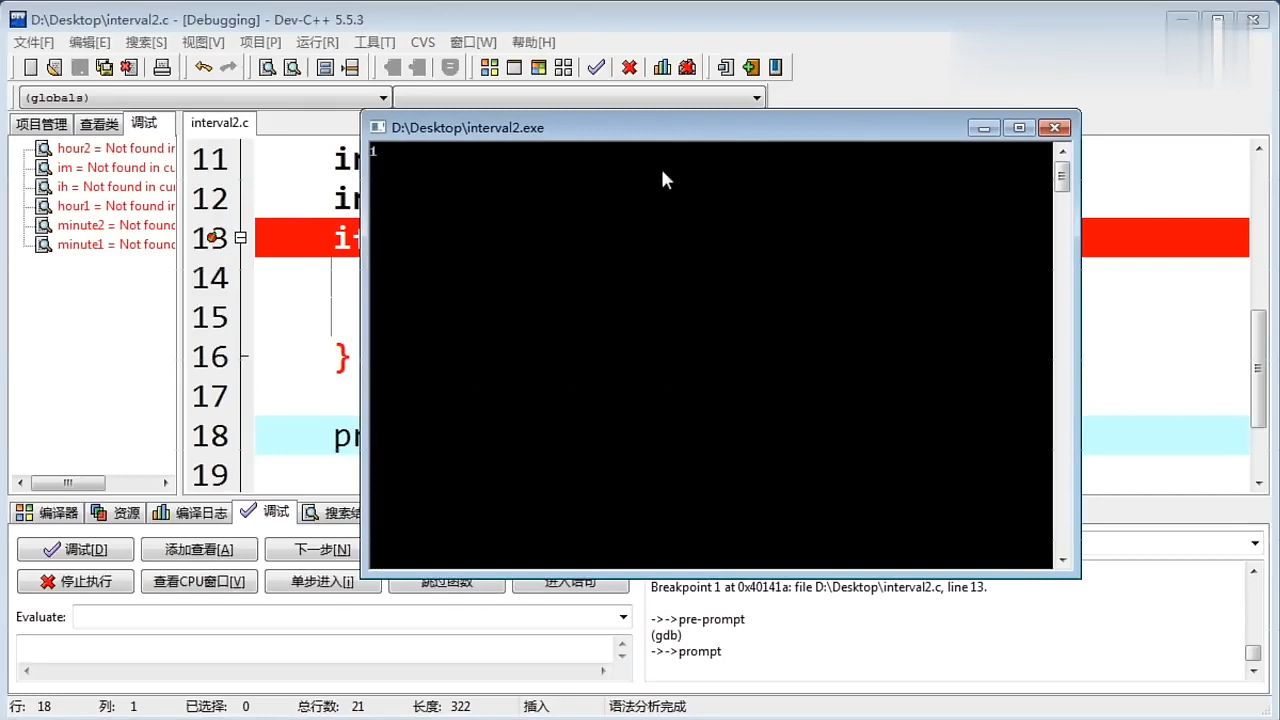 D:\Desktop\interval2.c - [Debugging] - Dev-C++ 5.5.3
文件[F] 编辑[E] 搜索[S] 视图[V] 项目[P] 运行[R] 工具[T] CVS 窗口[W] 帮助[H]
(globals)
项目管理 查看类 调试 interval2.c
D:\Desktop\interval2.exe
1
hour2 = Not found in
im = Not found in cur
ih = Not found in curr
hour1 = Not found in
minute2 = Not found
minute1 = Not found
11 in
12 in
13 if
14
15
16 }
17
18 pr
19
编译器 资源 编译日志 调试 搜索结
调试[D] 添加查看[A] 下一步[N]
停止执行 查看CPU窗口[V] 单步进入[i] 跳过函数 进入语句
Evaluate:
Breakpoint 1 at 0x40141a: file D:\Desktop\interval2.c, line 13.
->->pre-prompt
(gdb)
->->prompt
行: 18 列: 1 已选择: 0 总行数: 21 长度: 322 插入 语法分析完成